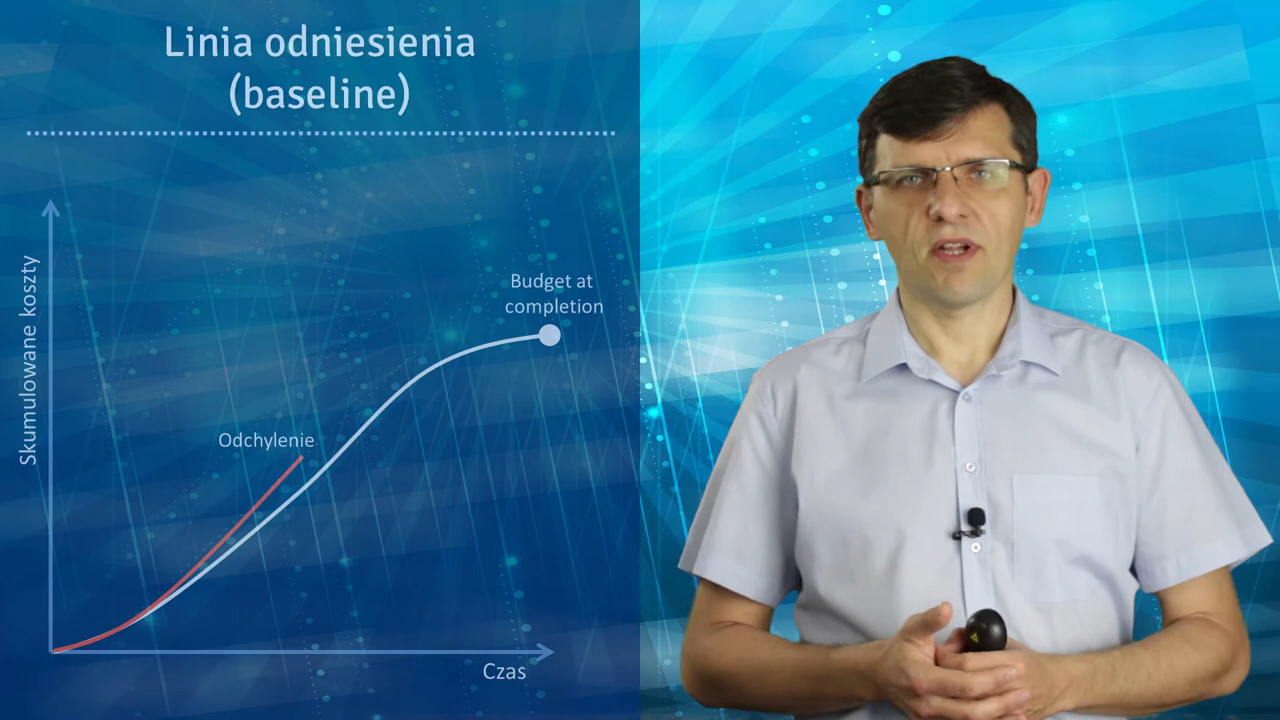 Linia odniesienia
(baseline)
Skumulowane koszty
Budget at
completion
Odchylenie
Czas